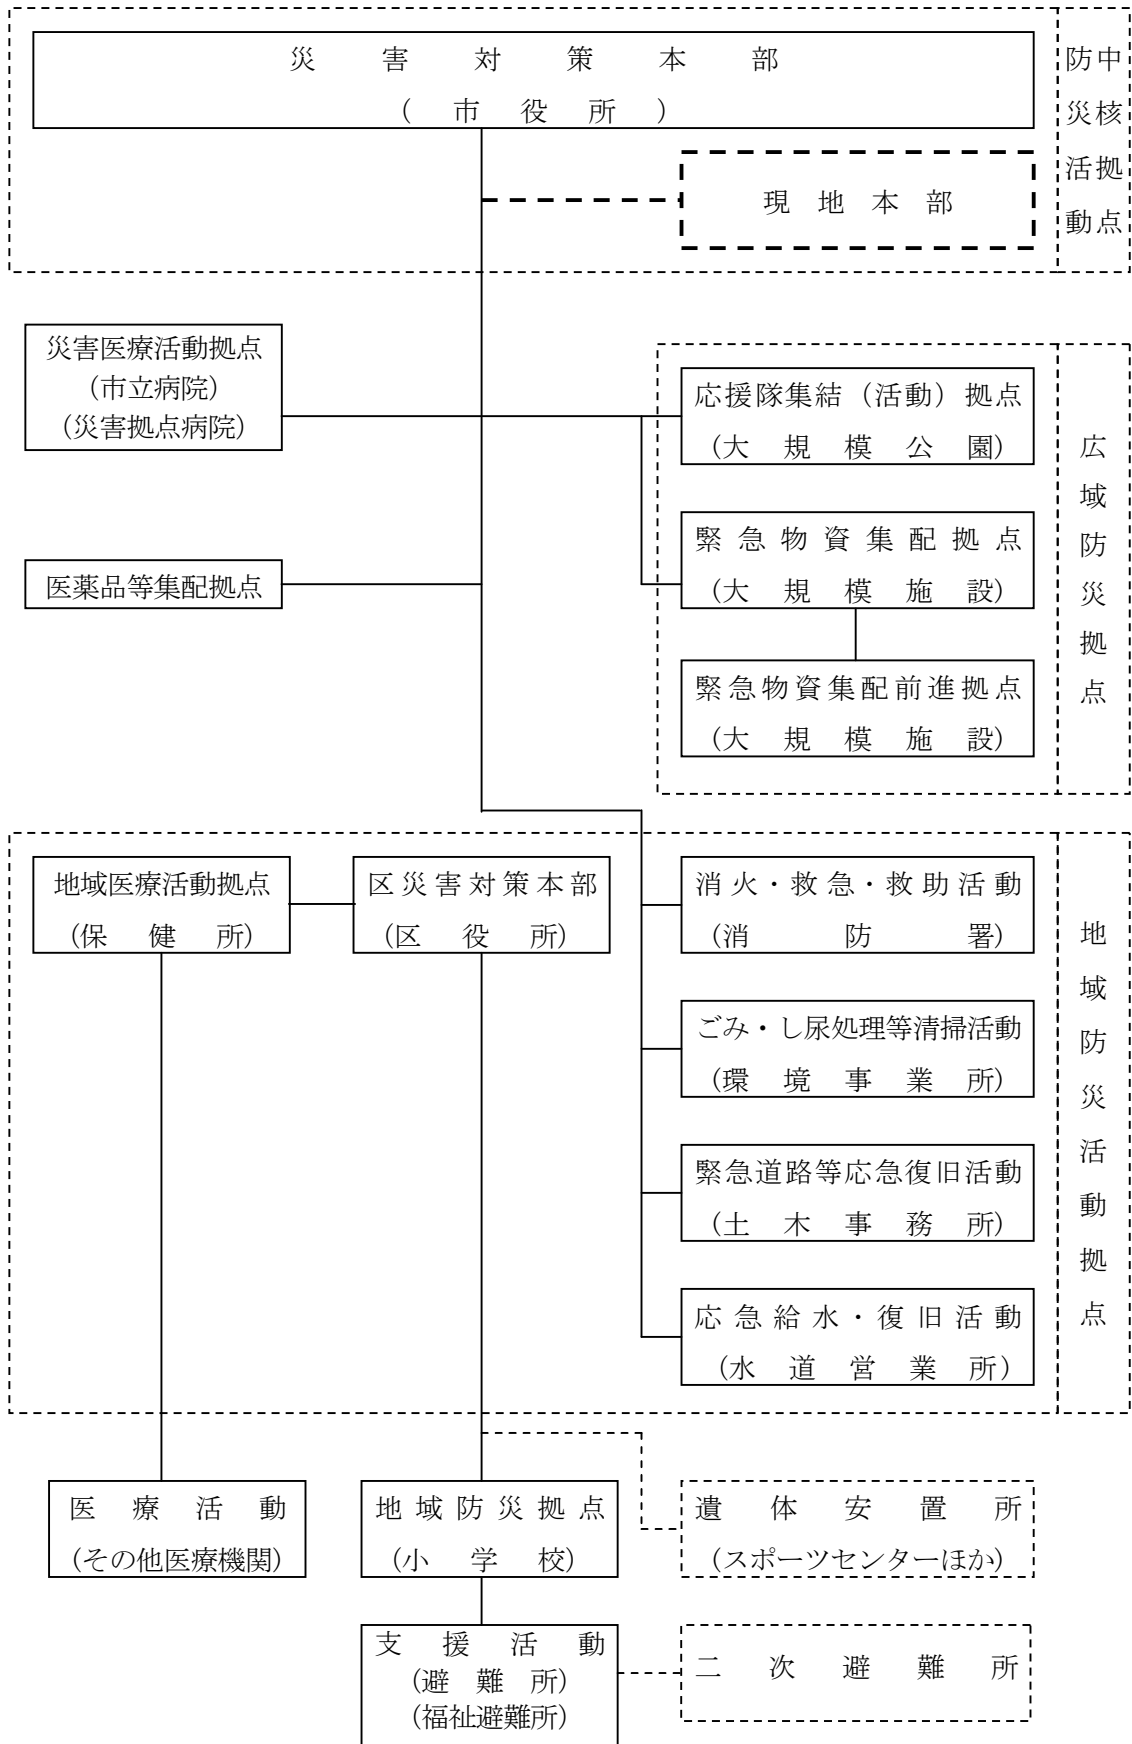 災害対策本部
（市役所）
中核拠点
防災活動
現地本部
災害医療活動拠点
（市立病院）
（災害拠点病院）
応援隊集結（活動）拠点
（大規模公園）
広域防災拠点
緊急物資集配拠点
（大規模施設）
医薬品等集配拠点
緊急物資集配前進拠点
（大規模施設）
地域医療活動拠点
（保健所）
区災害対策本部
（区役所）
消火・救急・救助活動
（消防署）
地域防災活動拠点
ごみ・し尿処理等清掃活動
（環境事業所）
緊急道路等応急復旧活動
（土木事務所）
応急給水・復旧活動
（水道営業所）
医療活動
（その他医療機関）
地域防災拠点
（小学校）
遺体安置所
（スポーツセンターほか）
支援活動
（避難所）
（福祉避難所）
二次避難所